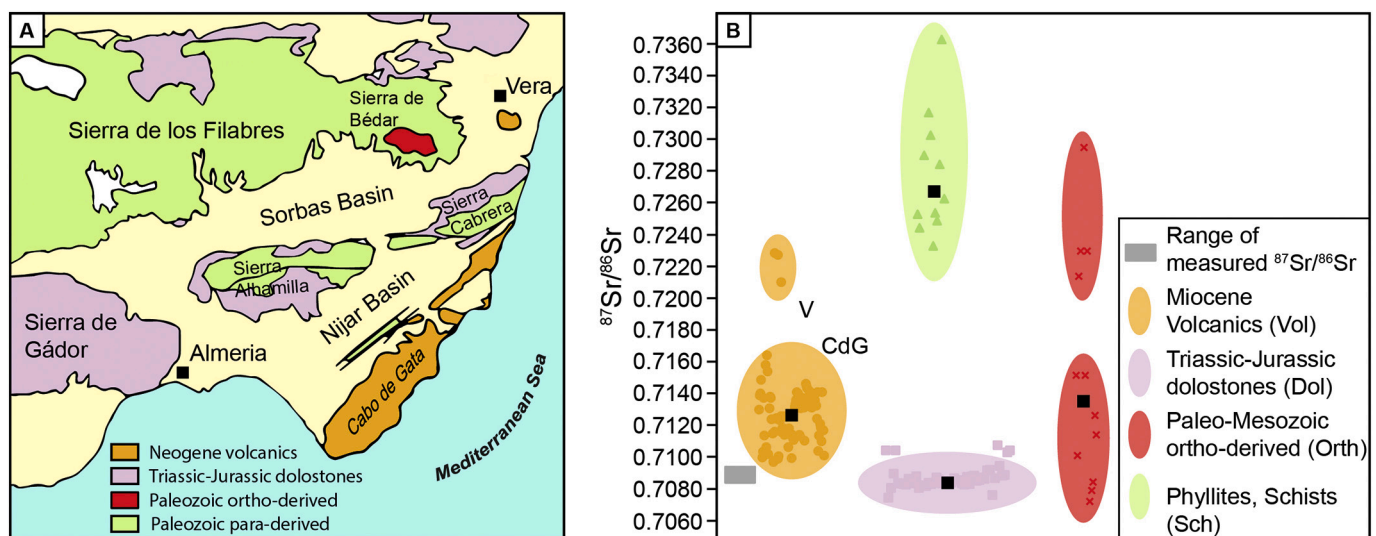 A
Vera
Sierra de
Bédar
Sierra de los Filabres
Sorbas Basin
Sierra
Cabrera
Sierra
Alhamilla
Nijar Basin
Sierra de
Gádor
Almeria
Cabo de Gata
Mediterranean Sea
Neogene volcanics
Triassic-Jurassic dolostones
Paleozoic ortho-derived
Paleozoic para-derived
B
⁸⁷Sr/⁸⁶Sr
0.7360
0.7340
0.7320
0.7300
0.7280
0.7260
0.7240
0.7220
0.7200
0.7180
0.7160
0.7140
0.7120
0.7100
0.7080
0.7060
V
CdG
Range of
measured ⁸⁷Sr/⁸⁶Sr
Miocene
Volcanics (Vol)
Triassic-Jurassic
dolostones (Dol)
Paleo-Mesozoic
ortho-derived (Orth)
Phyllites, Schists
(Sch)